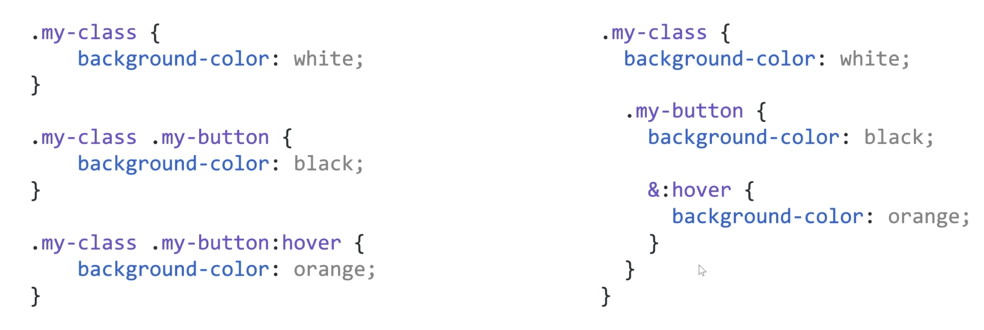 .my-class {
    background-color: white;
}
.my-class .my-button {
    background-color: black;
}
.my-class .my-button:hover {
    background-color: orange;
}
.my-class {
  background-color: white;
  .my-button {
    background-color: black;
    &:hover {
      background-color: orange;
    }
  }
}